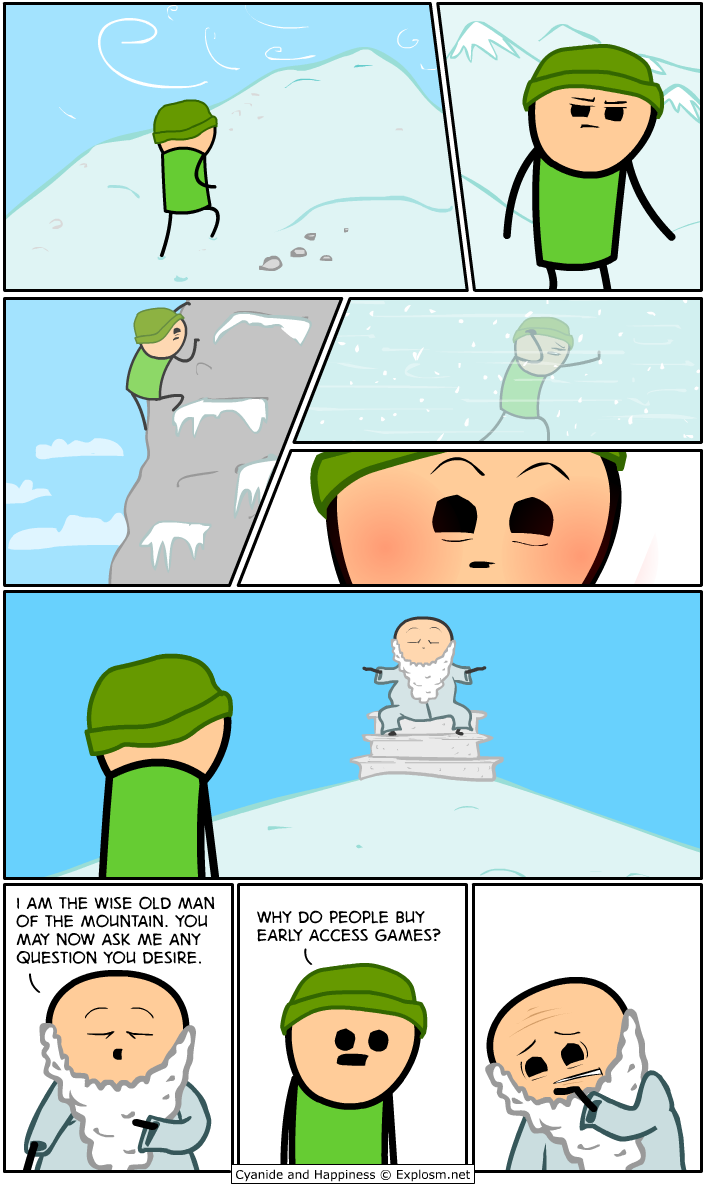 I AM THE WISE OLD MAN
OF THE MOUNTAIN. YOU
MAY NOW ASK ME ANY
QUESTION YOU DESIRE.
WHY DO PEOPLE BUY
EARLY ACCESS GAMES?
Cyanide and Happiness © Explosm.net